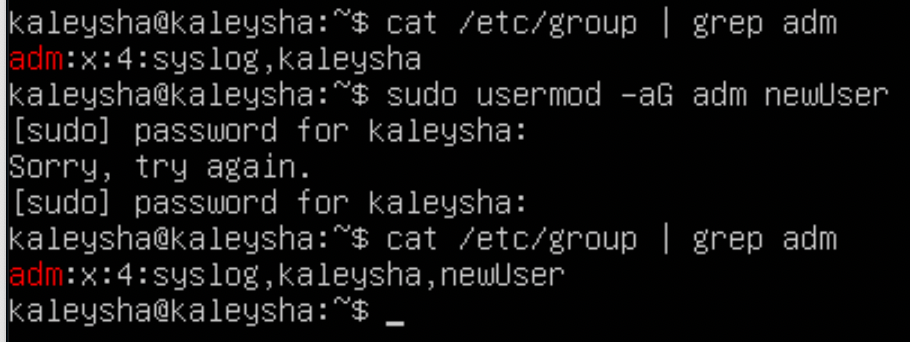 kaleysha@kaleysha:~$ cat /etc/group | grep adm
adm:x:4:syslog,kaleysha
kaleysha@kaleysha:~$ sudo usermod -aG adm newUser
[sudo] password for kaleysha:
Sorry, try again.
[sudo] password for kaleysha:
kaleysha@kaleysha:~$ cat /etc/group | grep adm
adm:x:4:syslog,kaleysha,newUser
kaleysha@kaleysha:~$ _